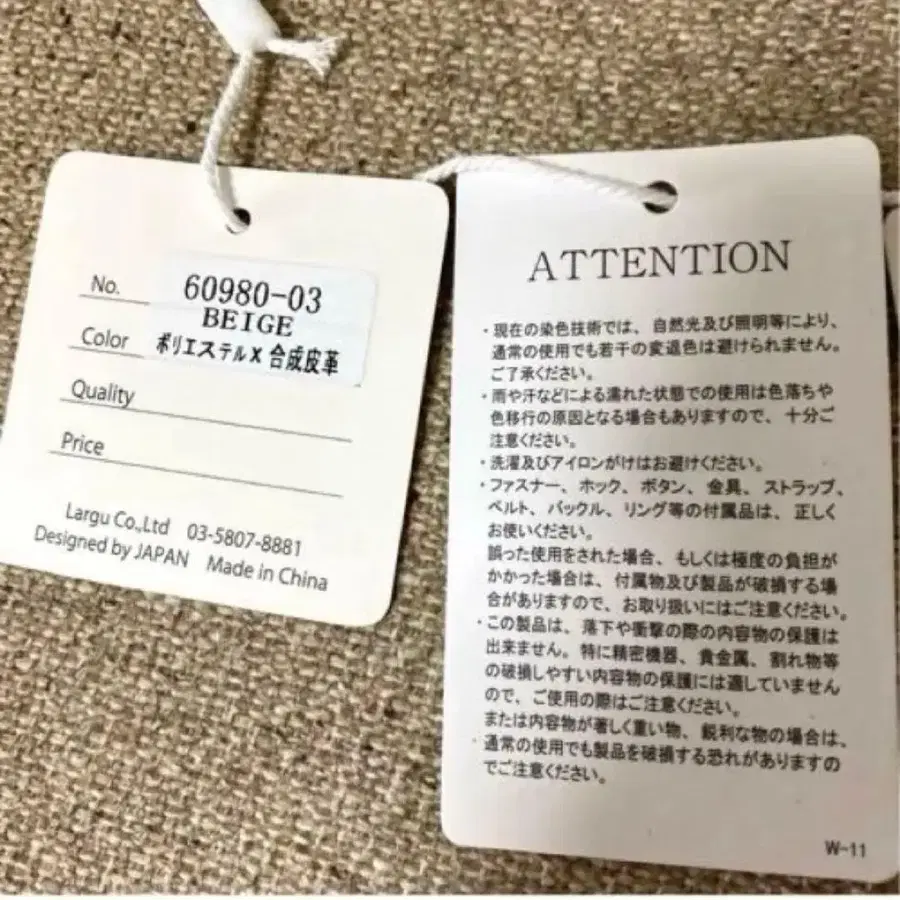 No. 60980-03
BEIGE
Color ポリエステル×合成皮革
Quality
Price
Largu Co.,Ltd 03-5807-8881
Designed by JAPAN Made in China
ATTENTION
・現在の染色技術では、自然光及び照明等により、
通常の使用でも若干の変退色は避けられません。
ご了承ください。
・雨や汗などによる濡れた状態での使用は色落ちや
色移行の原因となる場合もありますので、十分ご
注意ください。
・洗濯及びアイロンがけはお避けください。
・ファスナー、ホック、ボタン、金具、ストラップ、
ベルト、バックル、リング等の付属品は、正しく
お使いください。
誤った使用をされた場合、もしくは極度の負担が
かかった場合は、付属物及び製品が破損する場
合がありますので、お取り扱いにはご注意ください。
・この製品は、落下や衝撃の際の内容物の保護は
出来ません。特に精密機器、貴金属、割れ物等
の破損しやすい内容物の保護には適していません
ので、ご使用の際はご注意ください。
または内容物が著しく重い物、鋭利な物の場合は、
・通常の使用でも製品を破損する恐れがありますの
でご注意ください。
W-11